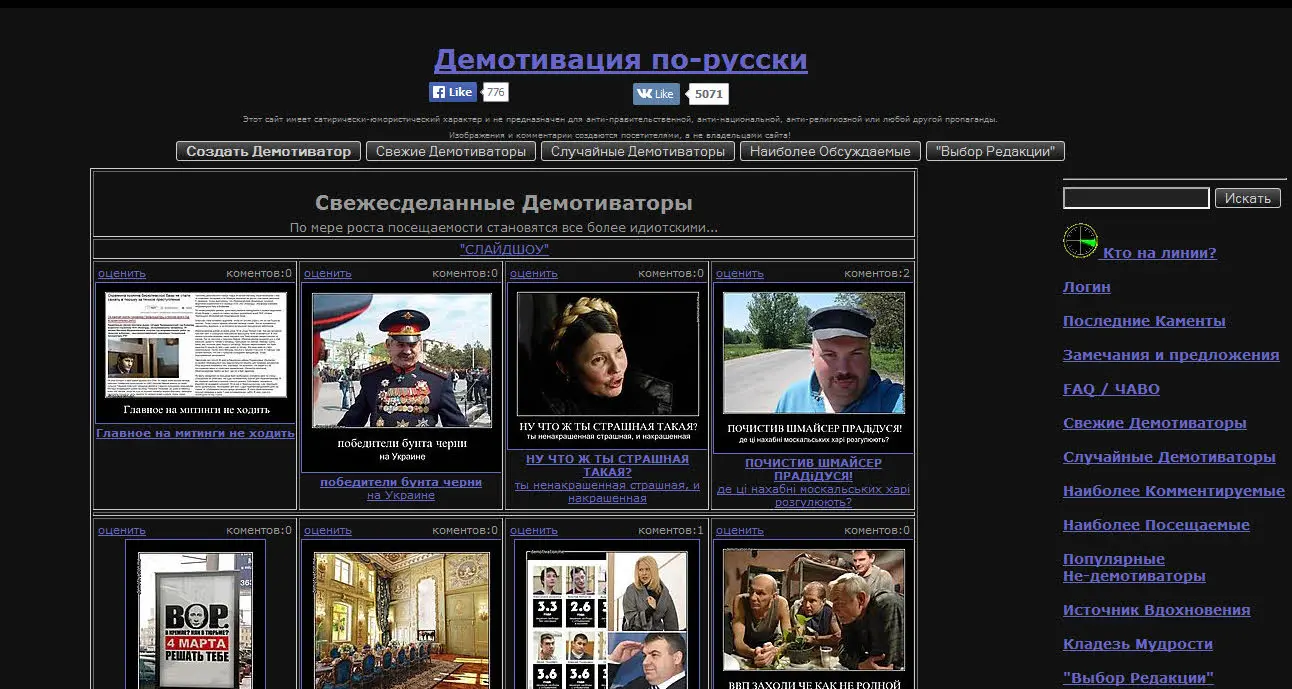 Демотивация по-русски
Like 776 Like 5071
Этот сайт имеет сатирически-юмористический характер и не предназначен для анти-правительственной, анти-национальной, анти-религиозной или любой другой пропаганды.
Изображения и комментарии создаются посетителями, а не владельцами сайта!
Создать Демотиватор Свежие Демотиваторы Случайные Демотиваторы Наиболее Обсуждаемые "Выбор Редакции"
Свежесделанные Демотиваторы
По мере роста посещаемости становятся все более идиотскими...
"СЛАЙДШОУ"
оценить коментов:0
Главное на митинги не ходить
Главное на митинги не ходить
оценить коментов:0
победители бунта черни
на Украине
победители бунта черни
на Украине
оценить коментов:0
НУ ЧТО Ж ТЫ СТРАШНАЯ ТАКАЯ?
ты ненакрашенная страшная, и накрашенная
НУ ЧТО Ж ТЫ СТРАШНАЯ
ТАКАЯ?
ты ненакрашенная страшная, и
накрашенная
оценить коментов:2
ПОЧИСТИВ ШМАЙСЕР ПРАДІДУСЯ!
де ці нахабні москальських харі розгулюють?
ПОЧИСТИВ ШМАЙСЕР
ПРАДіДУСЯ!
де ці нахабні москальських харі
розгулюють?
оценить коментов:0
ВОР.
В КРЕМЛЕ? ИЛИ В ТЮРЬМЕ?
4 МАРТА
РЕШАТЬ ТЕБЕ
оценить коментов:0
оценить коментов:1
3.3 2.6 3
3.6 3.6 3
оценить коментов:0
ВВП ЗАХОДИ ЧЕ КАК НЕ РОДНОЙ
Искать
Кто на линии?
Логин
Последние Каменты
Замечания и предложения
FAQ / ЧАВО
Свежие Демотиваторы
Случайные Демотиваторы
Наиболее Комментируемые
Наиболее Посещаемые
Популярные
Не-демотиваторы
Источник Вдохновения
Кладезь Мудрости
"Выбор Редакции"